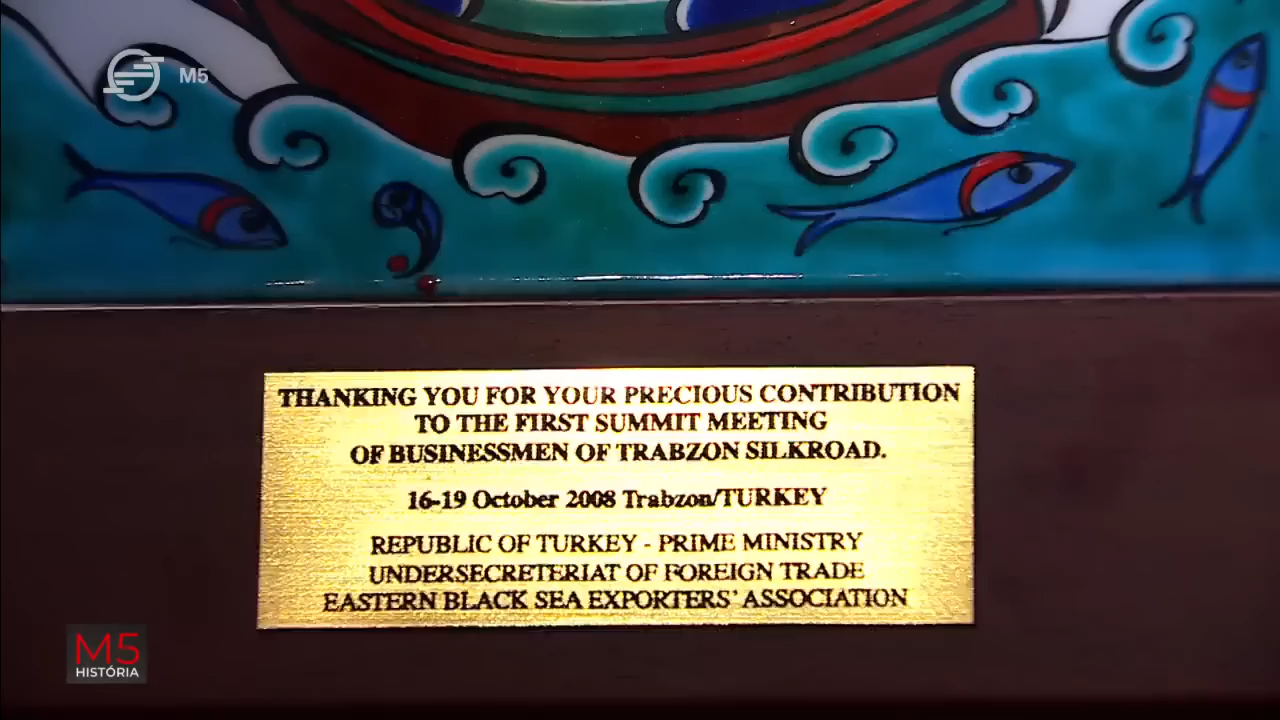 M5
THANKING YOU FOR YOUR PRECIOUS CONTRIBUTION
TO THE FIRST SUMMIT MEETING
OF BUSINESSMEN OF TRABZON SILKROAD.
16-19 October 2008 Trabzon/TURKEY
REPUBLIC OF TURKEY - PRIME MINISTRY
UNDERSECRETERIAT OF FOREIGN TRADE
EASTERN BLACK SEA EXPORTERS' ASSOCIATION
M5
HISTÓRIA